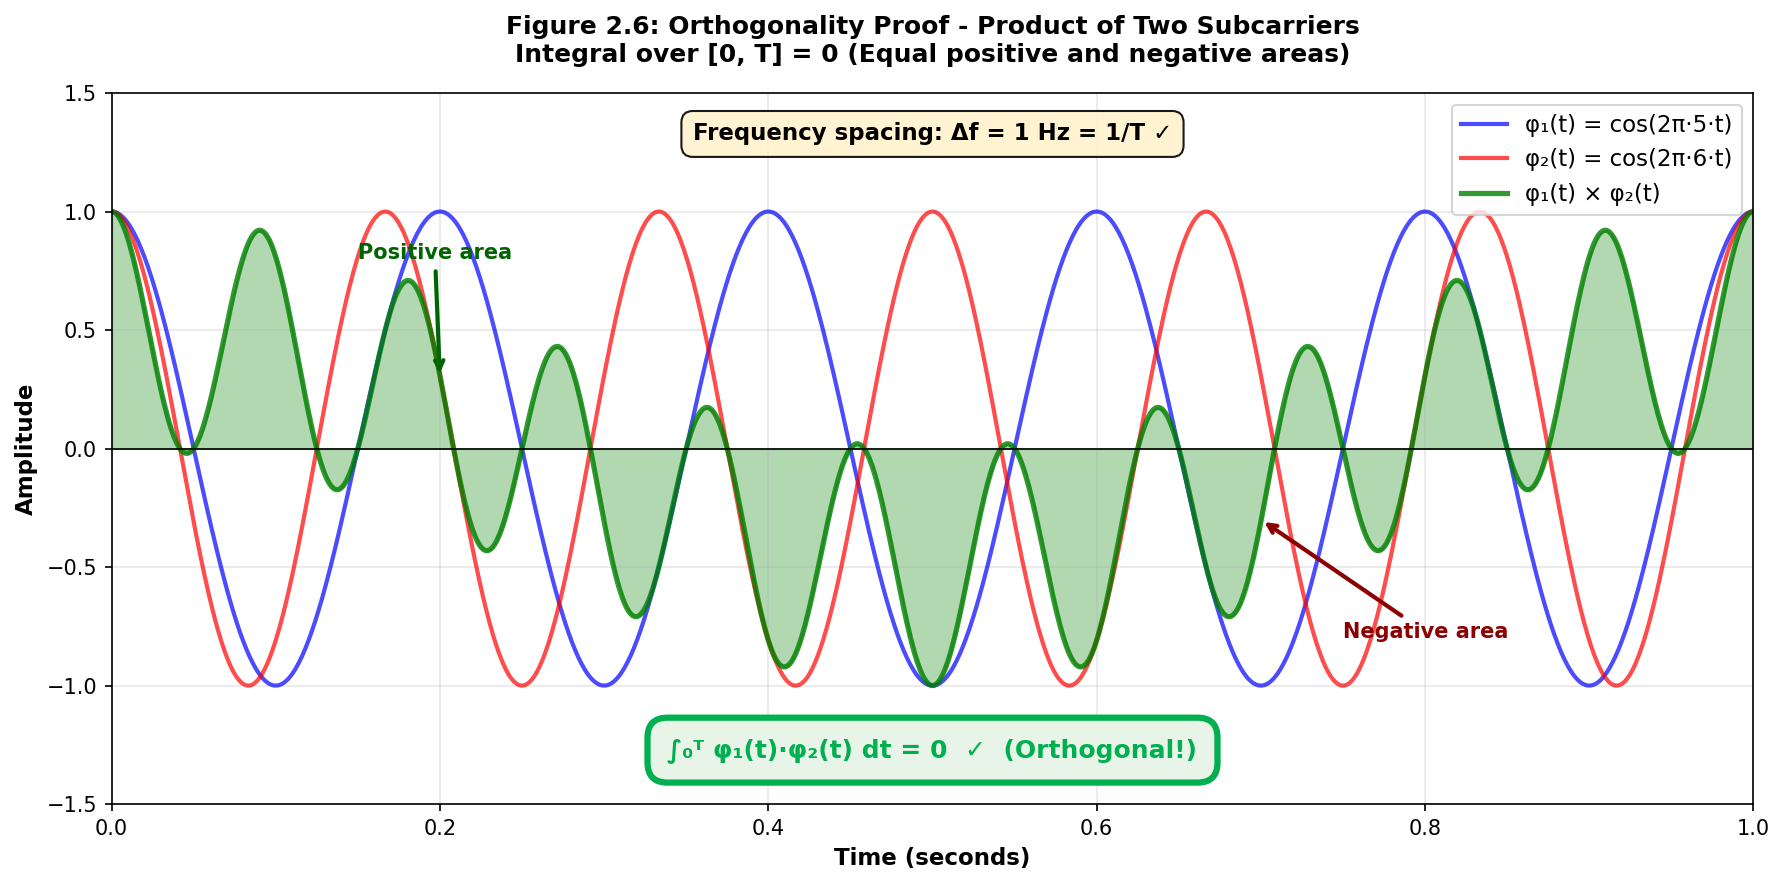 Figure 2.6: Orthogonality Proof - Product of Two Subcarriers
Integral over [0, T] = 0 (Equal positive and negative areas)
Frequency spacing: Δf = 1 Hz = 1/T ✓
φ₁(t) = cos(2π·5·t)
φ₂(t) = cos(2π·6·t)
φ₁(t) × φ₂(t)
Positive area
Negative area
∫₀ᵀ φ₁(t)·φ₂(t) dt = 0 ✓ (Orthogonal!)
Amplitude
1.5
1.0
0.5
0.0
−0.5
−1.0
−1.5
0.0 0.2 0.4 0.6 0.8 1.0
Time (seconds)